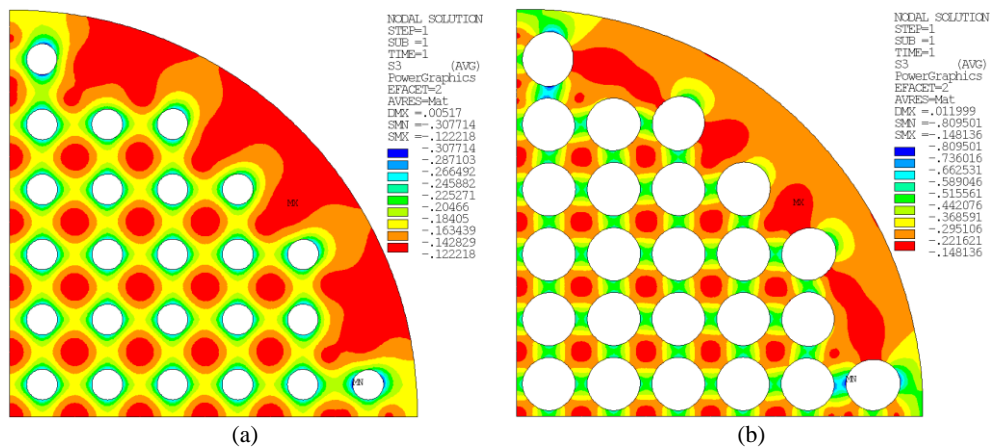 NODAL SOLUTION
STEP=1
SUB =1
TIME=1
S3 (AVG)
PowerGraphics
EFACET=2
AVRES=Mat
DMX =.00517
SMN =-.307714
SMX =-.122218
-.307714
-.287103
-.266492
-.245882
-.225271
-.20466
-.18405
-.163439
-.142829
-.122218
MX
MN
(a)
NODAL SOLUTION
STEP=1
SUB =1
TIME=1
S3 (AVG)
PowerGraphics
EFACET=2
AVRES=Mat
DMX =.011999
SMN =-.809501
SMX =-.148136
-.809501
-.736016
-.662531
-.589046
-.515561
-.442076
-.368591
-.295106
-.221621
-.148136
MX
MN
(b)